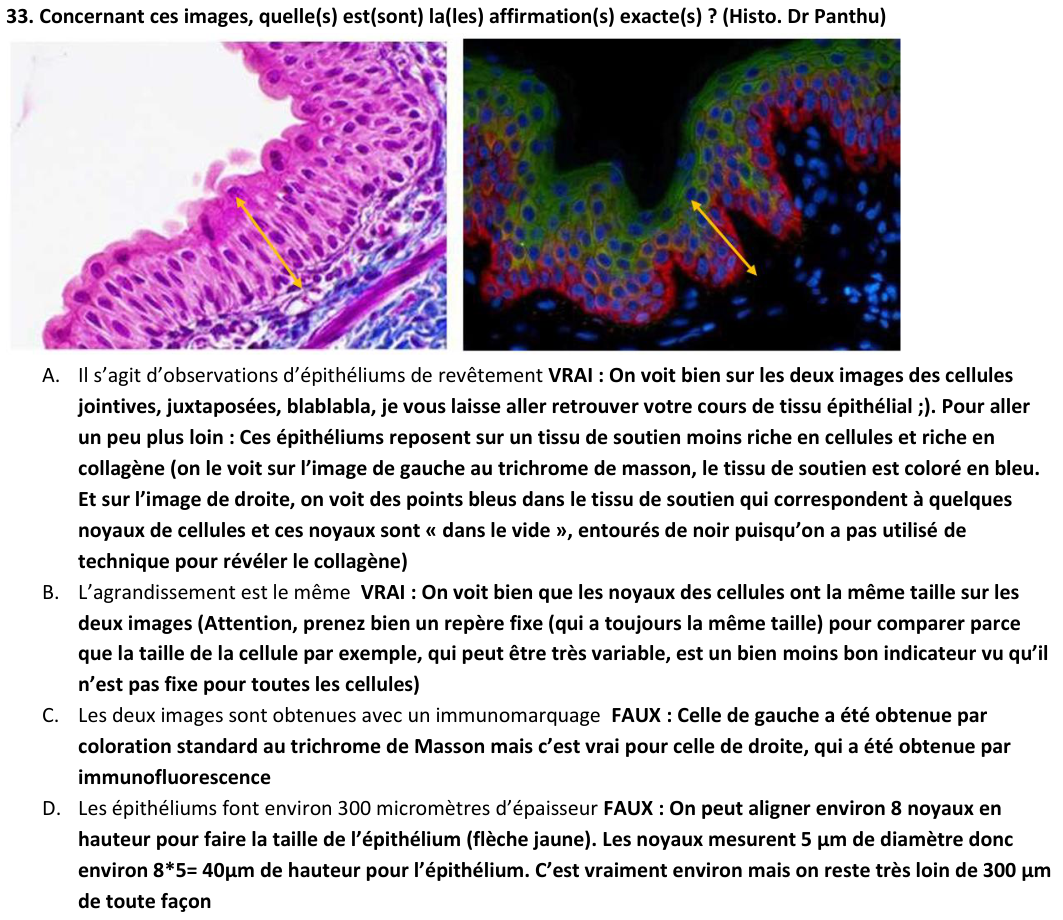 33. Concernant ces images, quelle(s) est(sont) la(les) affirmation(s) exacte(s) ? (Histo. Dr Panthu)
A. Il s’agit d’observations d’épithéliums de revêtement VRAI : On voit bien sur les deux images des cellules
jointives, juxtaposées, blablabla, je vous laisse aller retrouver votre cours de tissu épithélial ;). Pour aller
un peu plus loin : Ces épithéliums reposent sur un tissu de soutien moins riche en cellules et riche en
collagène (on le voit sur l’image de gauche au trichrome de masson, le tissu de soutien est coloré en bleu.
Et sur l’image de droite, on voit des points bleus dans le tissu de soutien qui correspondent à quelques
noyaux de cellules et ces noyaux sont « dans le vide », entourés de noir puisqu’on a pas utilisé de
technique pour révéler le collagène)
B. L’agrandissement est le même VRAI : On voit bien que les noyaux des cellules ont la même taille sur les
deux images (Attention, prenez bien un repère fixe (qui a toujours la même taille) pour comparer parce
que la taille de la cellule par exemple, qui peut être très variable, est un bien moins bon indicateur vu qu’il
n’est pas fixe pour toutes les cellules)
C. Les deux images sont obtenues avec un immunomarquage FAUX : Celle de gauche a été obtenue par
coloration standard au trichrome de Masson mais c’est vrai pour celle de droite, qui a été obtenue par
immunofluorescence
D. Les épithéliums font environ 300 micromètres d’épaisseur FAUX : On peut aligner environ 8 noyaux en
hauteur pour faire la taille de l’épithélium (flèche jaune). Les noyaux mesurent 5 µm de diamètre donc
environ 8*5= 40µm de hauteur pour l’épithélium. C’est vraiment environ mais on reste très loin de 300 µm
de toute façon